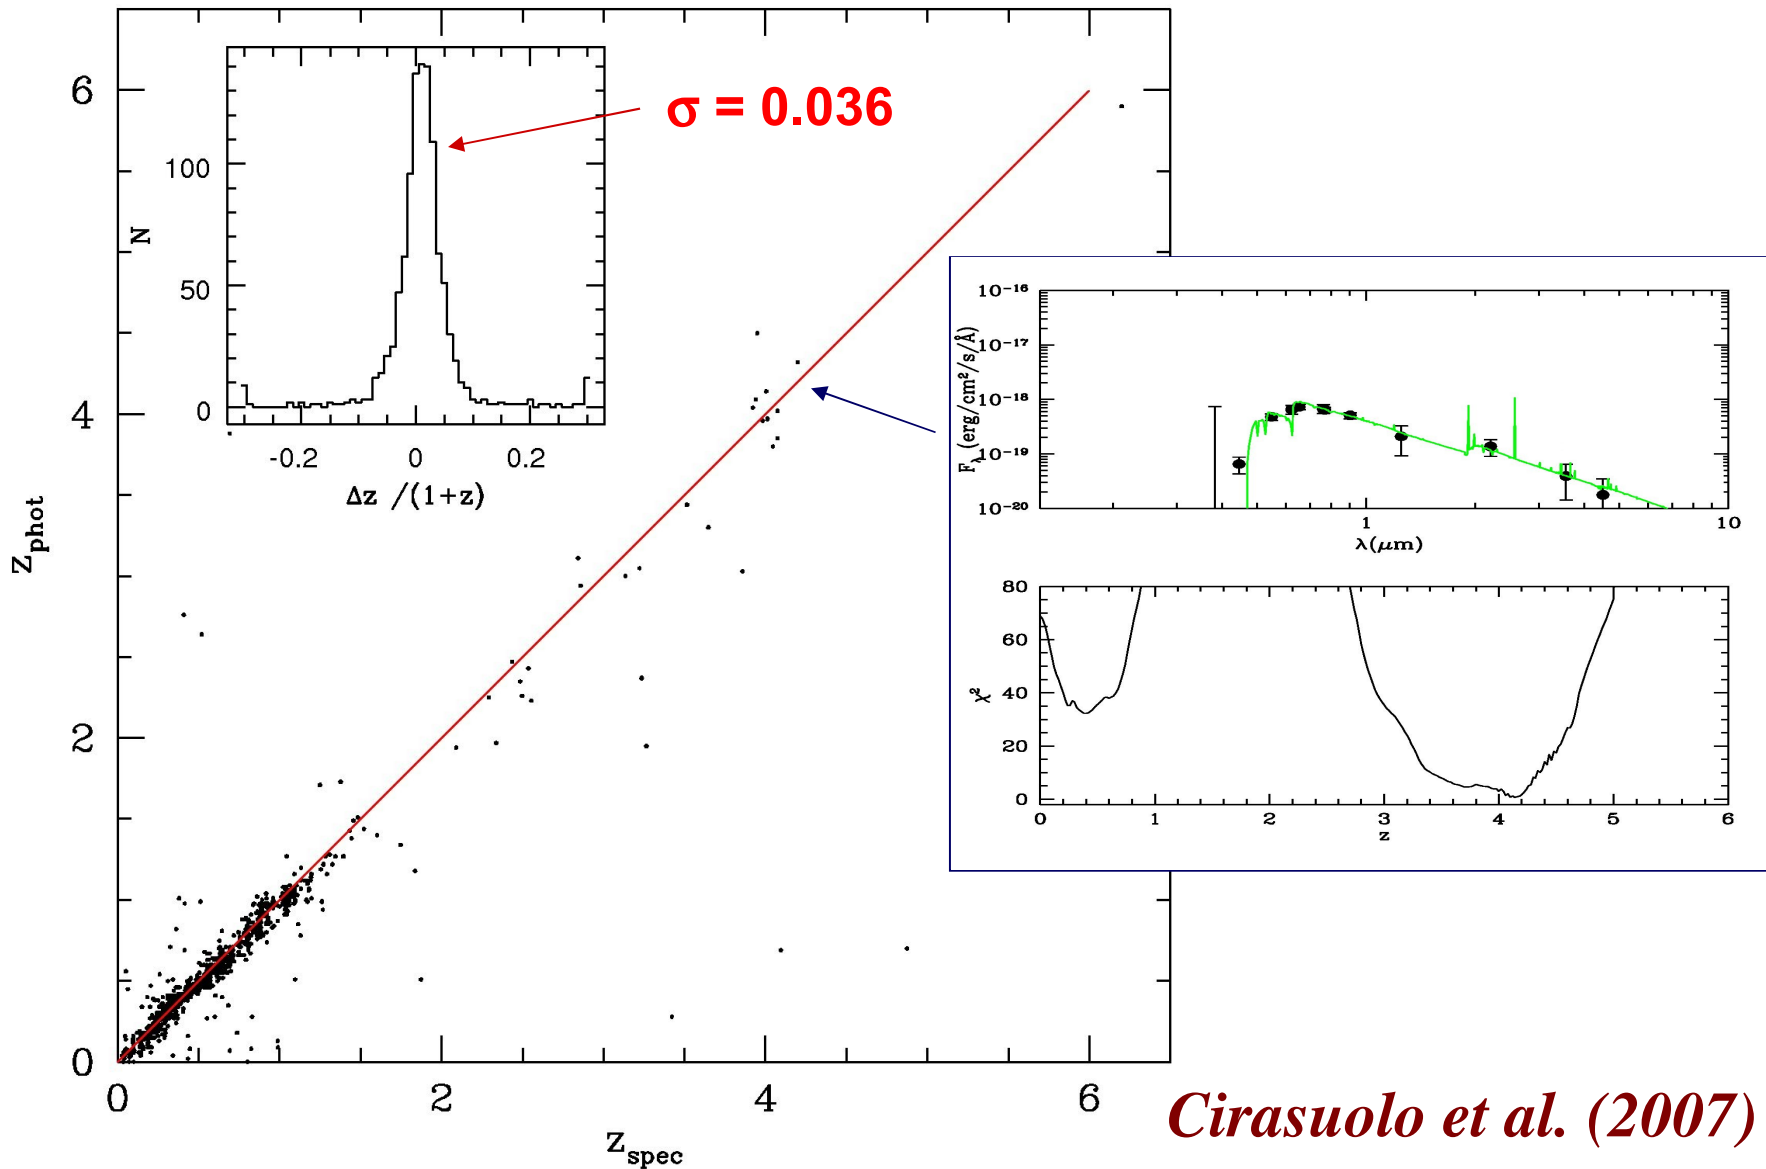 σ = 0.036
6
4
2
0
Z_phot
0 2 4 6
Z_spec
N
100
50
0
-0.2 0 0.2
Δz /(1+z)
F_λ (erg/cm²/s/Å)
10⁻¹⁶
10⁻¹⁷
10⁻¹⁸
10⁻¹⁹
10⁻²⁰
1 10
λ(μm)
χ²
80
60
40
20
0
0 1 2 3 4 5 6
z
Cirasuolo et al. (2007)